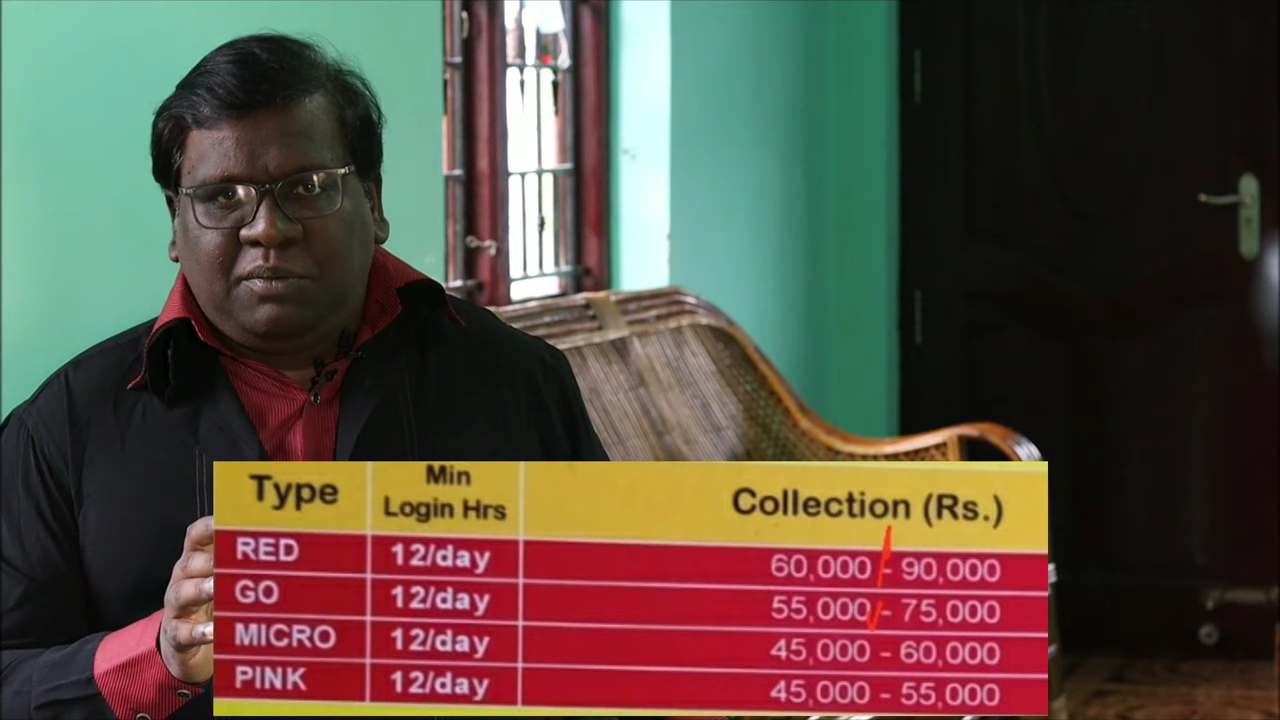 Type Min Login Hrs Collection (Rs.)
RED 12/day 60,000 - 90,000
GO 12/day 55,000 - 75,000
MICRO 12/day 45,000 - 60,000
PINK 12/day 45,000 - 55,000